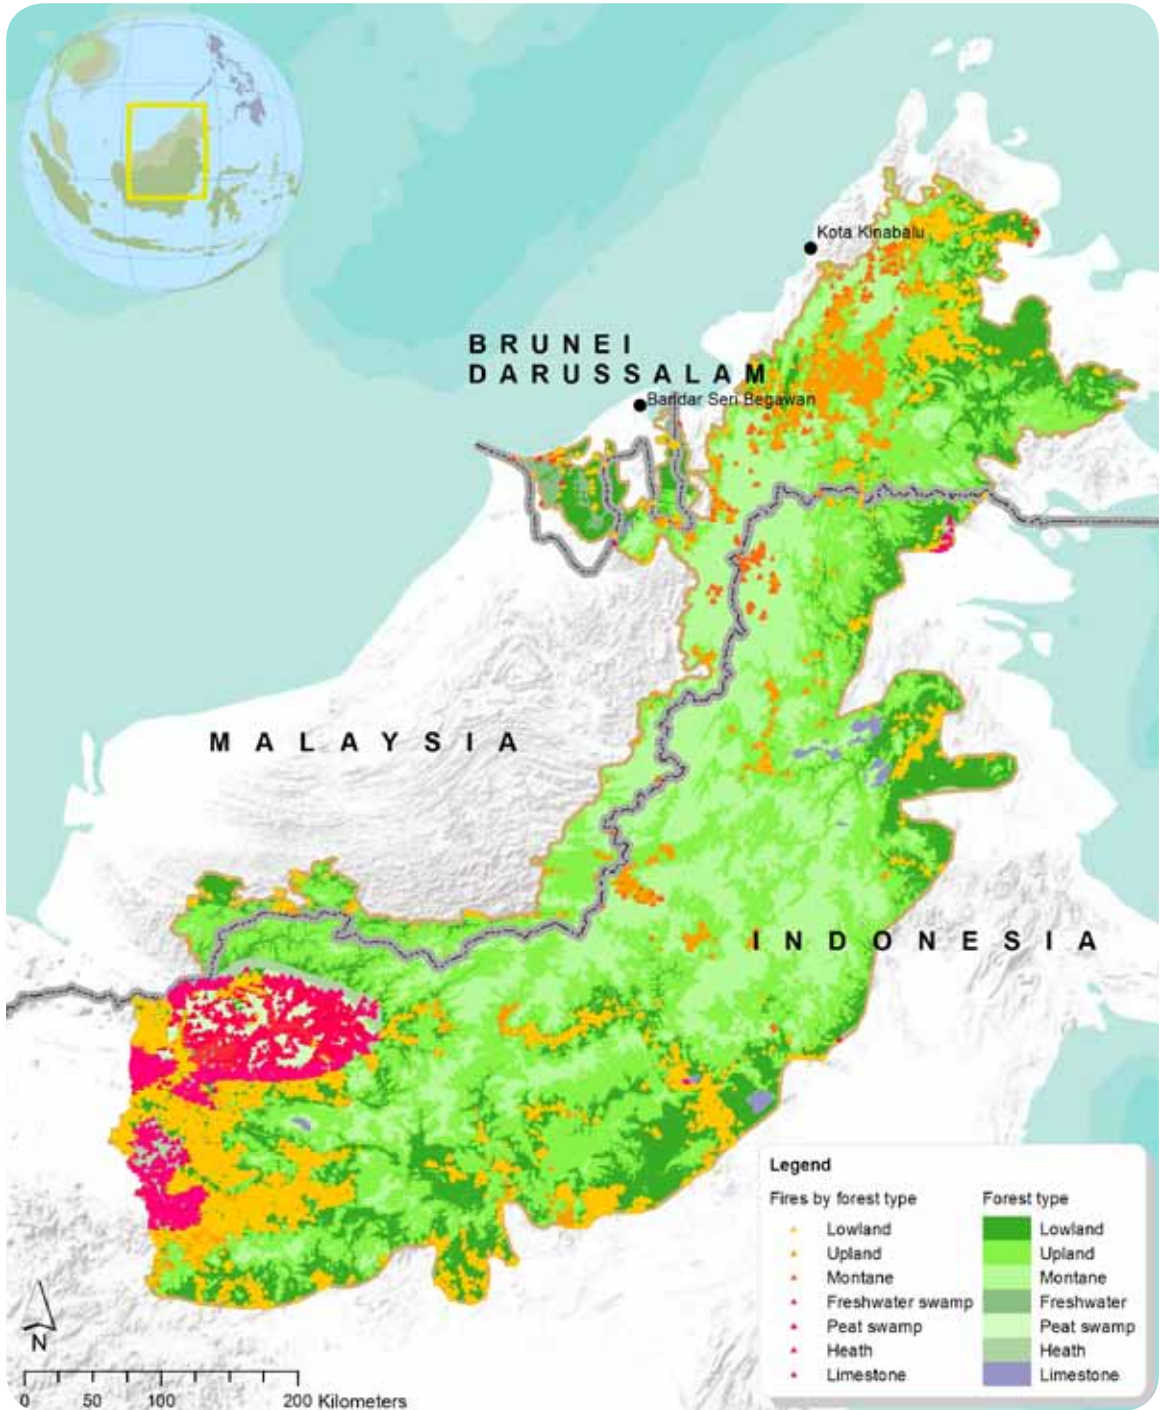 Kota Kinabalu
BRUNEI
DARUSSALAM
Bandar Seri Begawan
MALAYSIA
INDONESIA
Legend
Fires by forest type
Lowland
Upland
Montane
Freshwater swamp
Peat swamp
Heath
Limestone
Forest type
Lowland
Upland
Montane
Freshwater
Peat swamp
Heath
Limestone
N
0 50 100 200 Kilometers